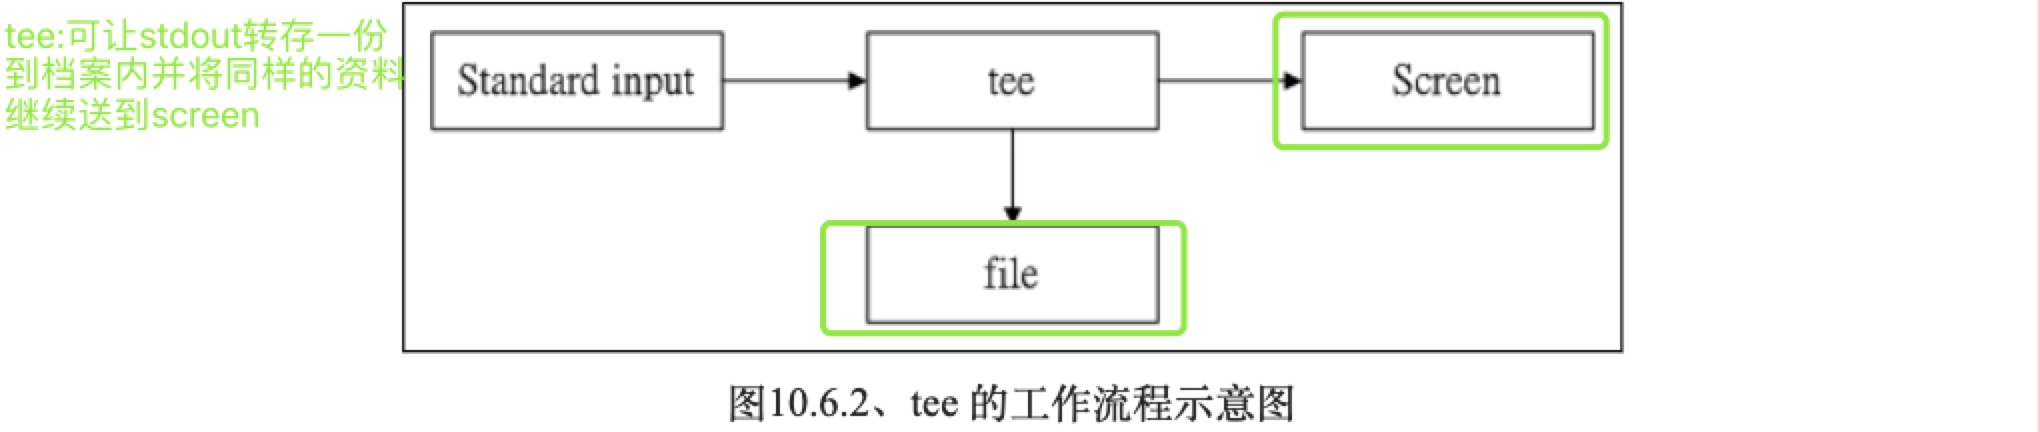 tee:可让stdout转存一份
到档案内并将同样的资料
继续送到screen
Standard input
tee
Screen
file
图10.6.2、tee 的工作流程示意图